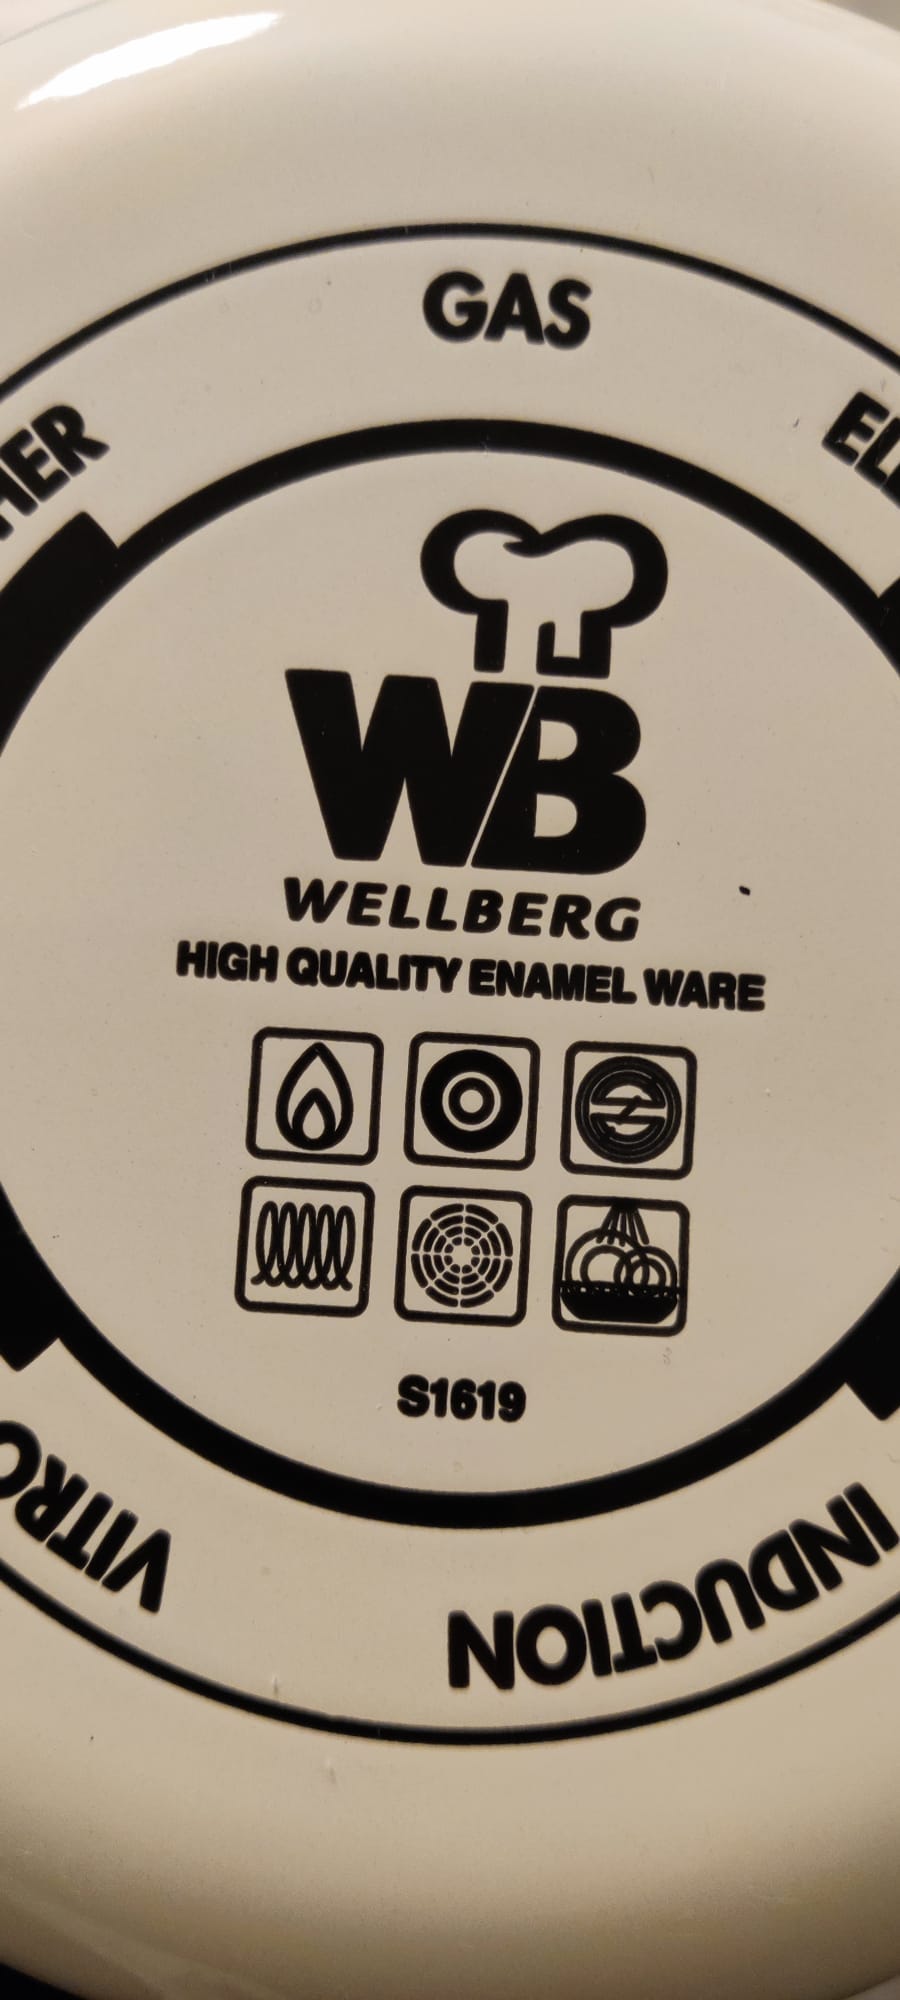 GAS
WB
WELLBERG
HIGH QUALITY ENAMEL WARE
S1619
INDUCTION